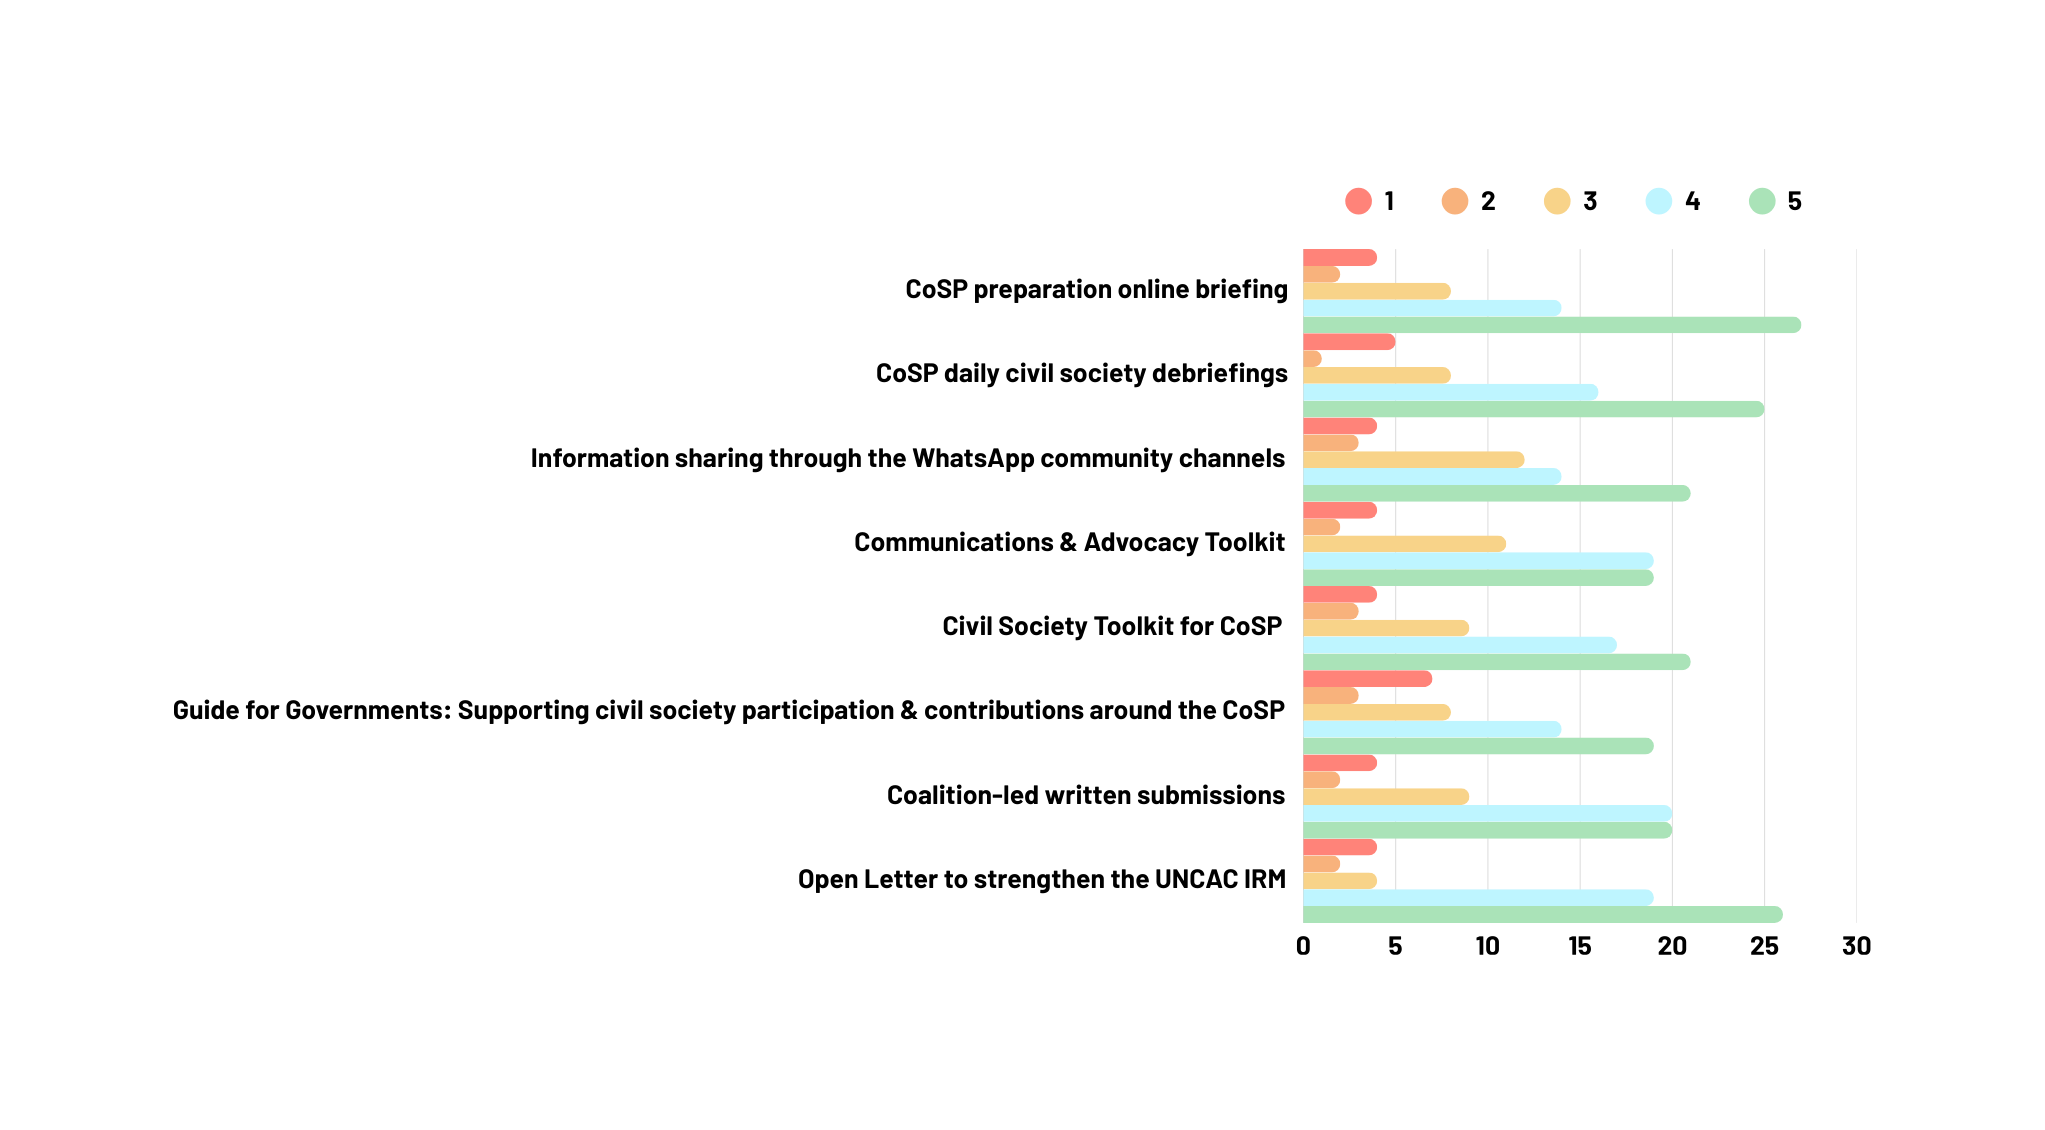 1 2 3 4 5
CoSP preparation online briefing
CoSP daily civil society debriefings
Information sharing through the WhatsApp community channels
Communications & Advocacy Toolkit
Civil Society Toolkit for CoSP
Guide for Governments: Supporting civil society participation & contributions around the CoSP
Coalition-led written submissions
Open Letter to strengthen the UNCAC IRM
0 5 10 15 20 25 30